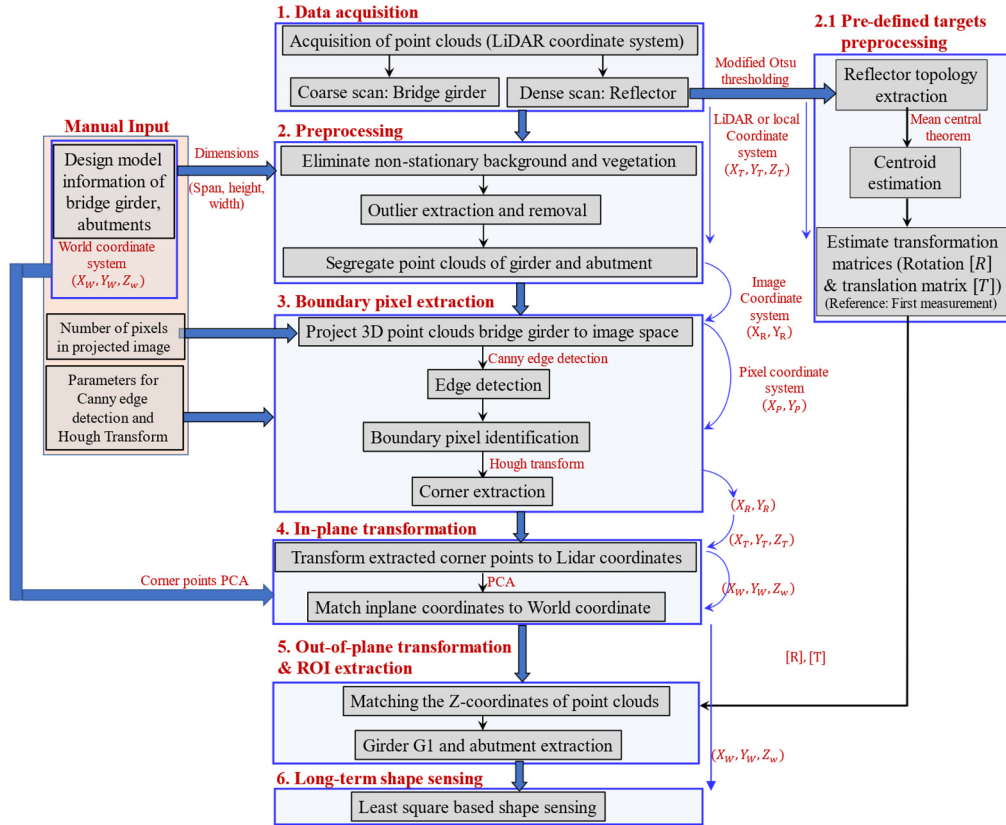 1. Data acquisition
Acquisition of point clouds (LiDAR coordinate system)
Coarse scan: Bridge girder
Dense scan: Reflector
Modified Otsu
thresholding
2.1 Pre-defined targets
preprocessing
Reflector topology
extraction
Mean central
theorem
Centroid
estimation
Estimate transformation
matrices (Rotation [R]
& translation matrix [T])
(Reference: First measurement)
LiDAR or local
Coordinate
system
(X_T, Y_T, Z_T)
Manual Input
Design model
information of
bridge girder,
abutments
World coordinate
system
(X_W, Y_W, Z_w)
Dimensions
(Span, height,
width)
Number of pixels
in projected image
Parameters for
Canny edge
detection and
Hough Transform
2. Preprocessing
Eliminate non-stationary background and vegetation
Outlier extraction and removal
Segregate point clouds of girder and abutment
Image
Coordinate
system
(X_R, Y_R)
3. Boundary pixel extraction
Project 3D point clouds bridge girder to image space
Canny edge detection
Edge detection
Boundary pixel identification
Hough transform
Corner extraction
Pixel coordinate
system
(X_P, Y_P)
(X_R, Y_R)
(X_T, Y_T, Z_T)
4. In-plane transformation
Transform extracted corner points to Lidar coordinates
PCA
Match inplane coordinates to World coordinate
Corner points PCA
(X_W, Y_W, Z_w)
5. Out-of-plane transformation
& ROI extraction
[R], [T]
Matching the Z-coordinates of point clouds
Girder G1 and abutment extraction
(X_W, Y_W, Z_w)
6. Long-term shape sensing
Least square based shape sensing